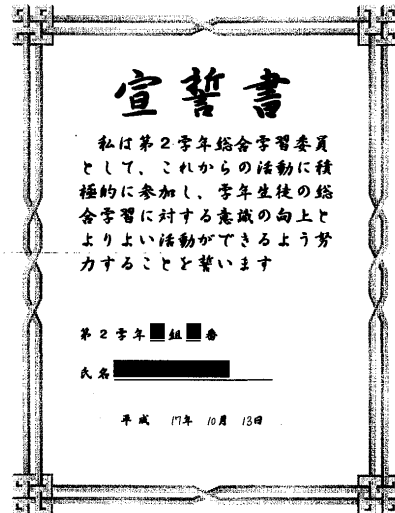 宣誓書
私は第２学年総合学習委員
として、これからの活動に積
極的に参加し、学年生徒の総
合学習に対する意識の向上と
よりよい活動ができるよう努
力することを誓います
第２学年 組 番
氏名
平成 17年 10月 13日